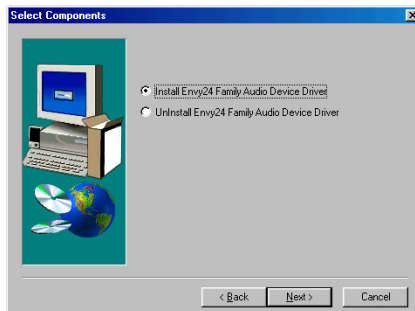 Select Components
Install Envy24 Family Audio Device Driver
UnInstall Envy24 Family Audio Device Driver
< Back
Next >
Cancel